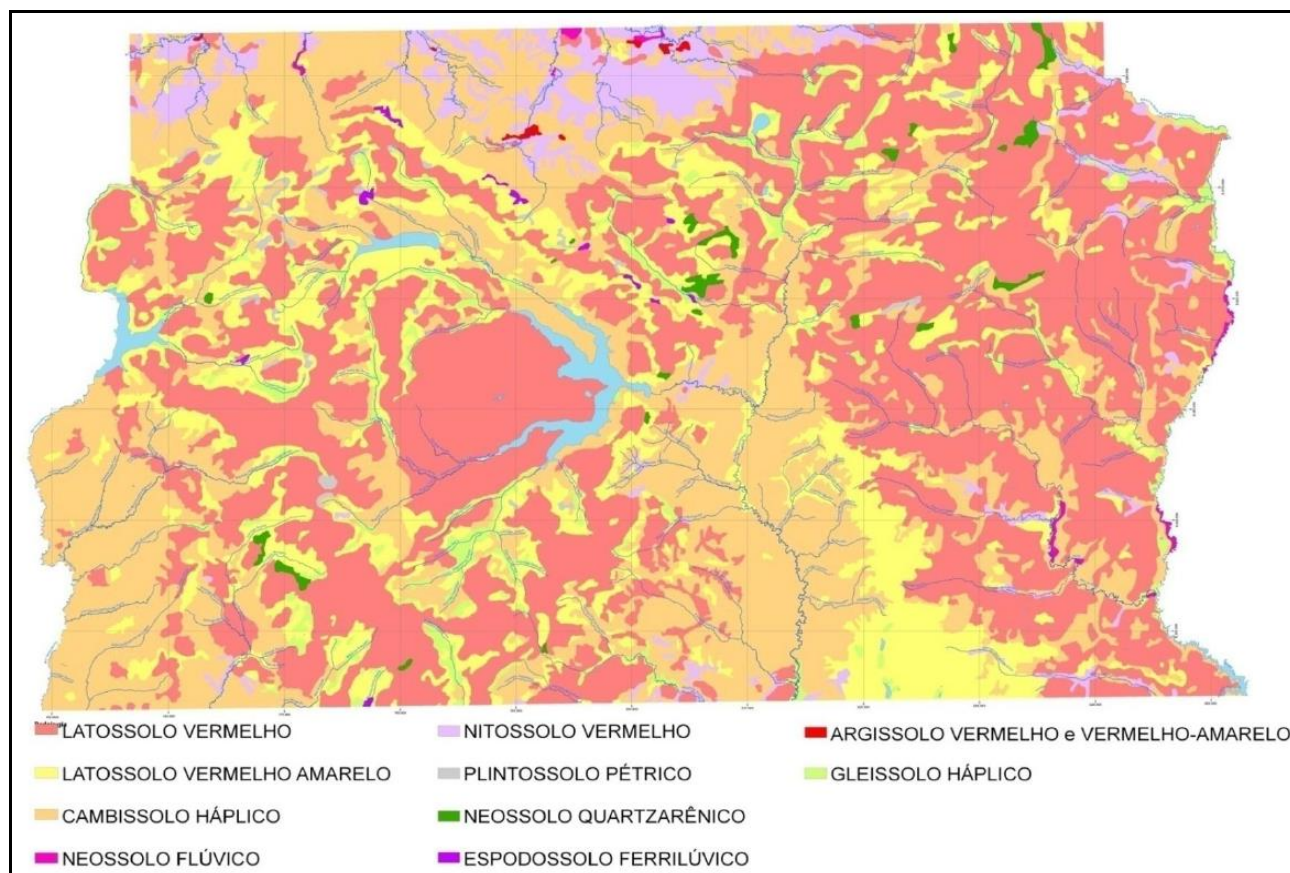 LATOSSOLO VERMELHO
NITOSSOLO VERMELHO
ARGISSOLO VERMELHO e VERMELHO-AMARELO
LATOSSOLO VERMELHO AMARELO
PLINTOSSOLO PÉTRICO
GLEISSOLO HÁPLICO
CAMBISSOLO HÁPLICO
NEOSSOLO QUARTZARÊNICO
NEOSSOLO FLÚVICO
ESPODOSSOLO FERRILÚVICO